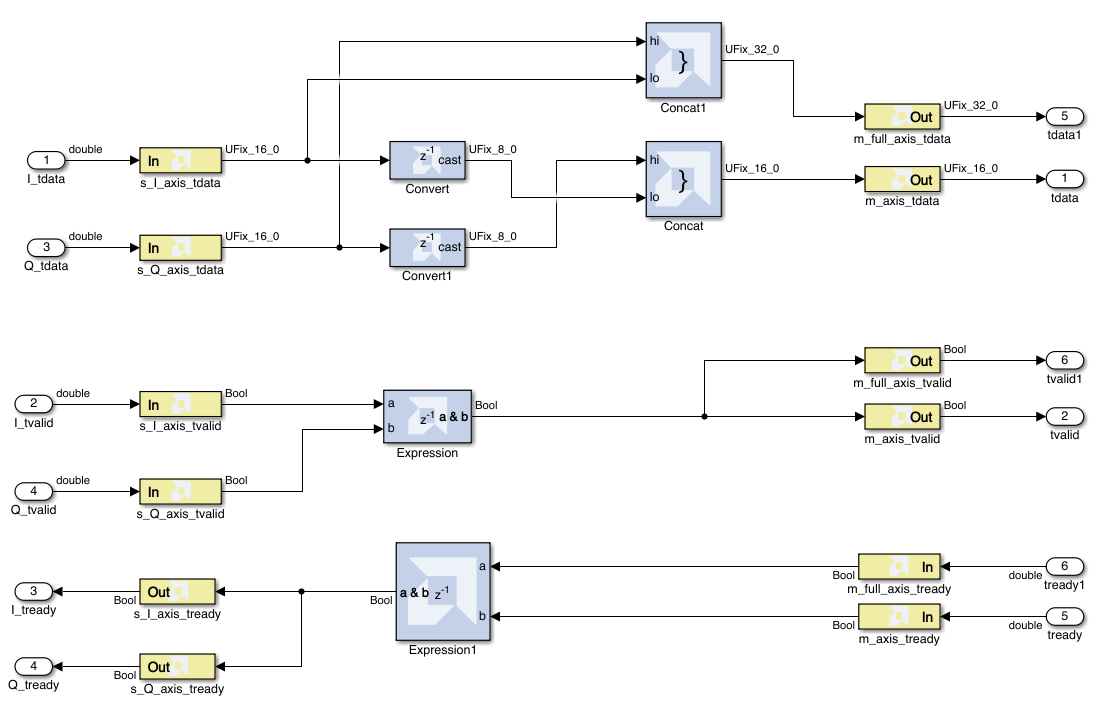 hi
UFix_32_0
}
lo
Concat1
UFix_32_0
Out
5
m_full_axis_tdata
tdata1
double
UFix_16_0
1
In
z-1
cast
UFix_8_0
hi
}
UFix_16_0
Out
UFix_16_0
1
I_tdata
s_I_axis_tdata
Convert
lo
m_axis_tdata
tdata
Concat
double
UFix_16_0
3
In
z-1
cast
UFix_8_0
Q_tdata
s_Q_axis_tdata
Convert1
Out
Bool
6
m_full_axis_tvalid
tvalid1
double
Bool
2
In
a
z-1 a & b
Bool
Out
Bool
2
I_tvalid
s_I_axis_tvalid
b
m_axis_tvalid
tvalid
Expression
double
Bool
4
In
Q_tvalid
s_Q_axis_tvalid
a
Bool
In
double
6
m_full_axis_tready
tready1
3
Bool
Out
Bool
a & b z-1
I_tready
s_I_axis_tready
b
Bool
In
double
5
m_axis_tready
tready
Expression1
4
Bool
Out
Q_tready
s_Q_axis_tready